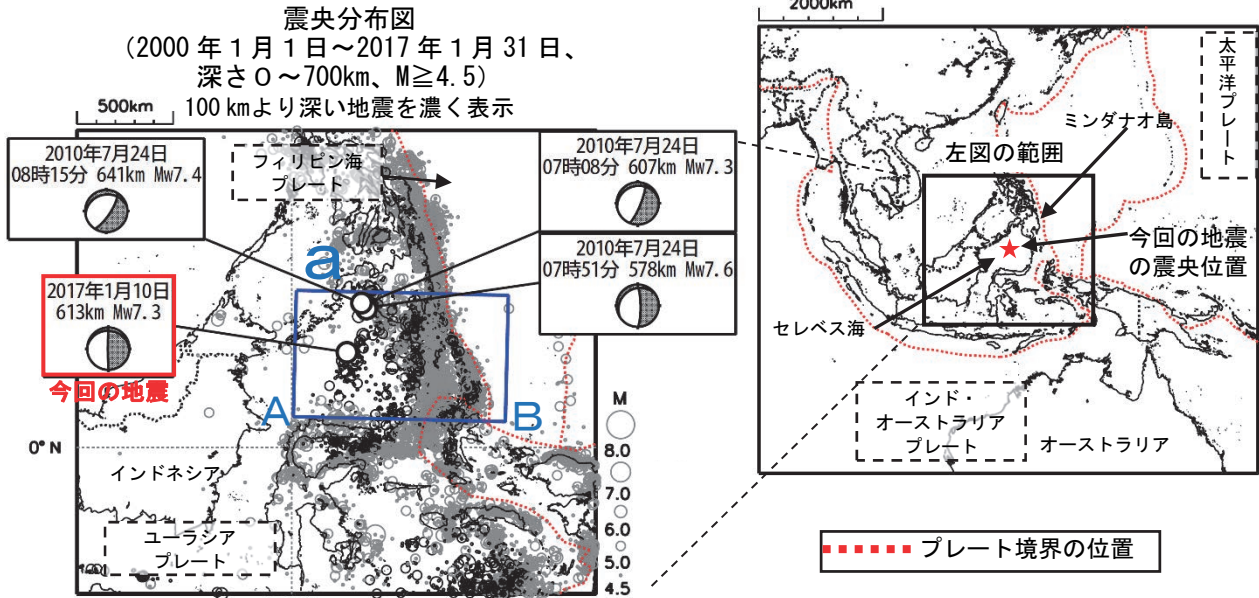 震央分布図
(2000年1月1日~2017年1月31日、
深さ0~700km、M≧4.5)
100kmより深い地震を濃く表示
500km
2010年7月24日
08時15分 641km Mw7.4
フィリピン海
プレート
2010年7月24日
07時08分 607km Mw7.3
2010年7月24日
07時51分 578km Mw7.6
a
2017年1月10日
613km Mw7.3
今回の地震
A
B
0°N
インドネシア
ユーラシア
プレート
M
8.0
7.0
6.0
5.0
4.5
2000km
太平洋プレート
ミンダナオ島
左図の範囲
今回の地震
の震央位置
セレベス海
インド・
オーストラリア
プレート
オーストラリア
プレート境界の位置